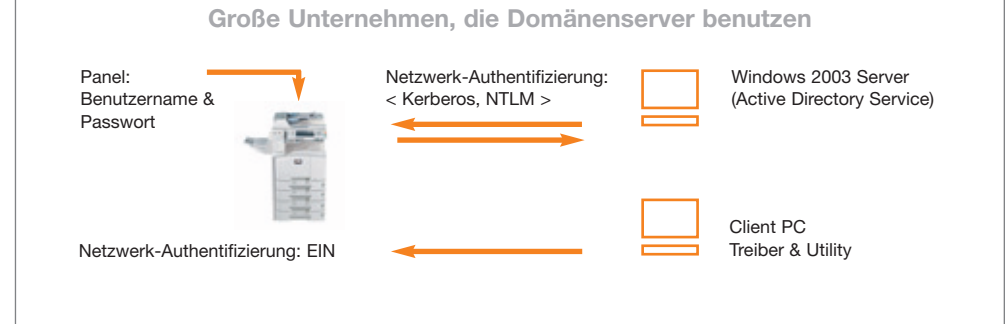 Große Unternehmen, die Domänenserver benutzen
Panel:
Benutzername &
Passwort
Netzwerk-Authentifizierung:
< Kerberos, NTLM >
Windows 2003 Server
(Active Directory Service)
Netzwerk-Authentifizierung: EIN
Client PC
Treiber & Utility